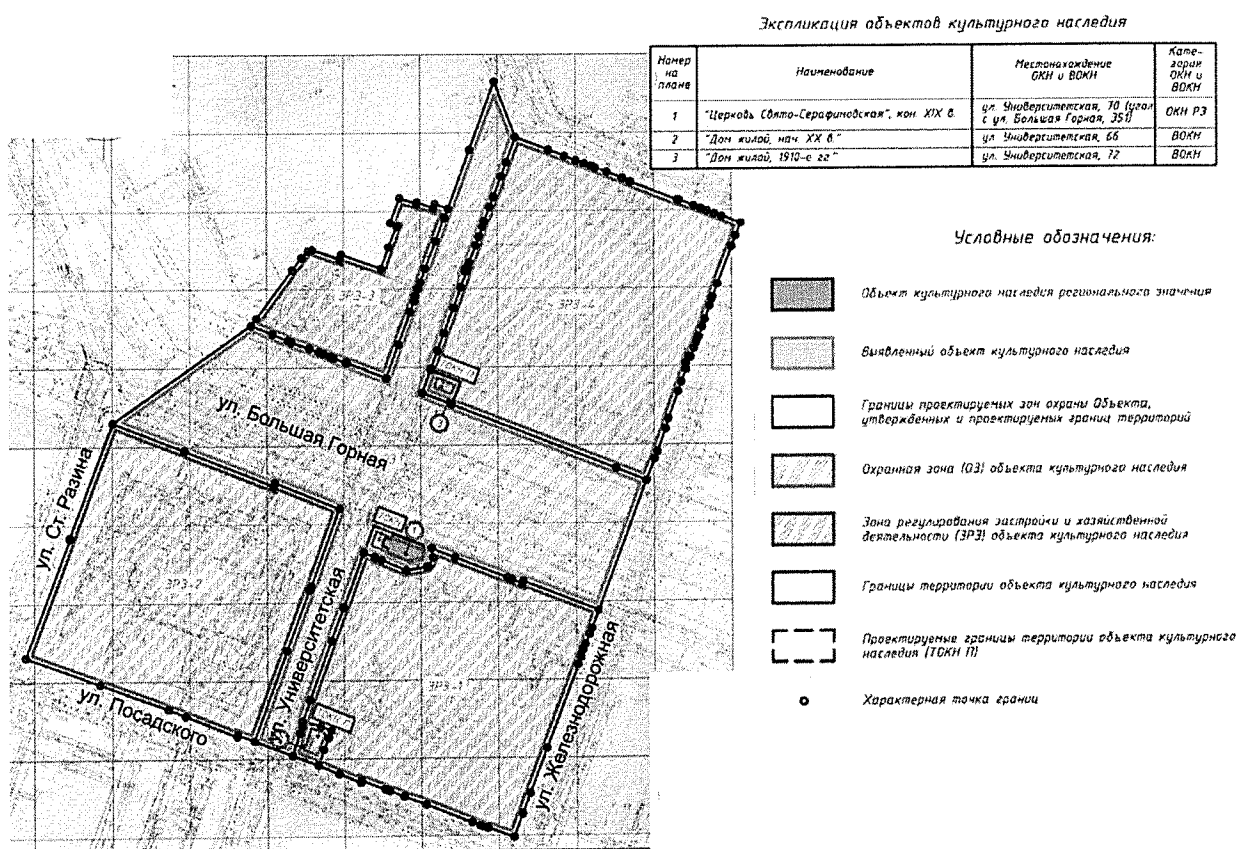 Экспликация объектов культурного наследия
Номер на плане
Наименование
Местонахождение ОКН и ВОКН
Кате-гория ОКН и ВОКН
1
"Церковь Свято-Серафимовская", кон. XIX в.
ул. Университетская, 70 (угол с ул. Большая Горная, 351)
ОКН РЗ
2
"Дом жилой, нач. XX в."
ул. Университетская, 66
ВОКН
3
"Дом жилой, 1910-е гг."
ул. Университетская, 72
ВОКН
Условные обозначения:
Объект культурного наследия регионального значения
Выявленный объект культурного наследия
Границы проектируемых зон охраны Объекта,
утвержденных и проектируемых границ территорий
Охранная зона (ОЗ) объекта культурного наследия
Зона регулирования застройки и хозяйственной
деятельности (ЗРЗ) объекта культурного наследия
Границы территории объекта культурного наследия
Проектируемые границы территории объекта культурного
наследия (ТОКН П)
Характерная точка границ
ЗРЗ-3
ЗРЗ-4
3
ул. Большая Горная
ул. Ст. Разина
1
ЗРЗ-2
ул. Университетская
ЗРЗ-1
ул. Железнодорожная
ул. Посадского